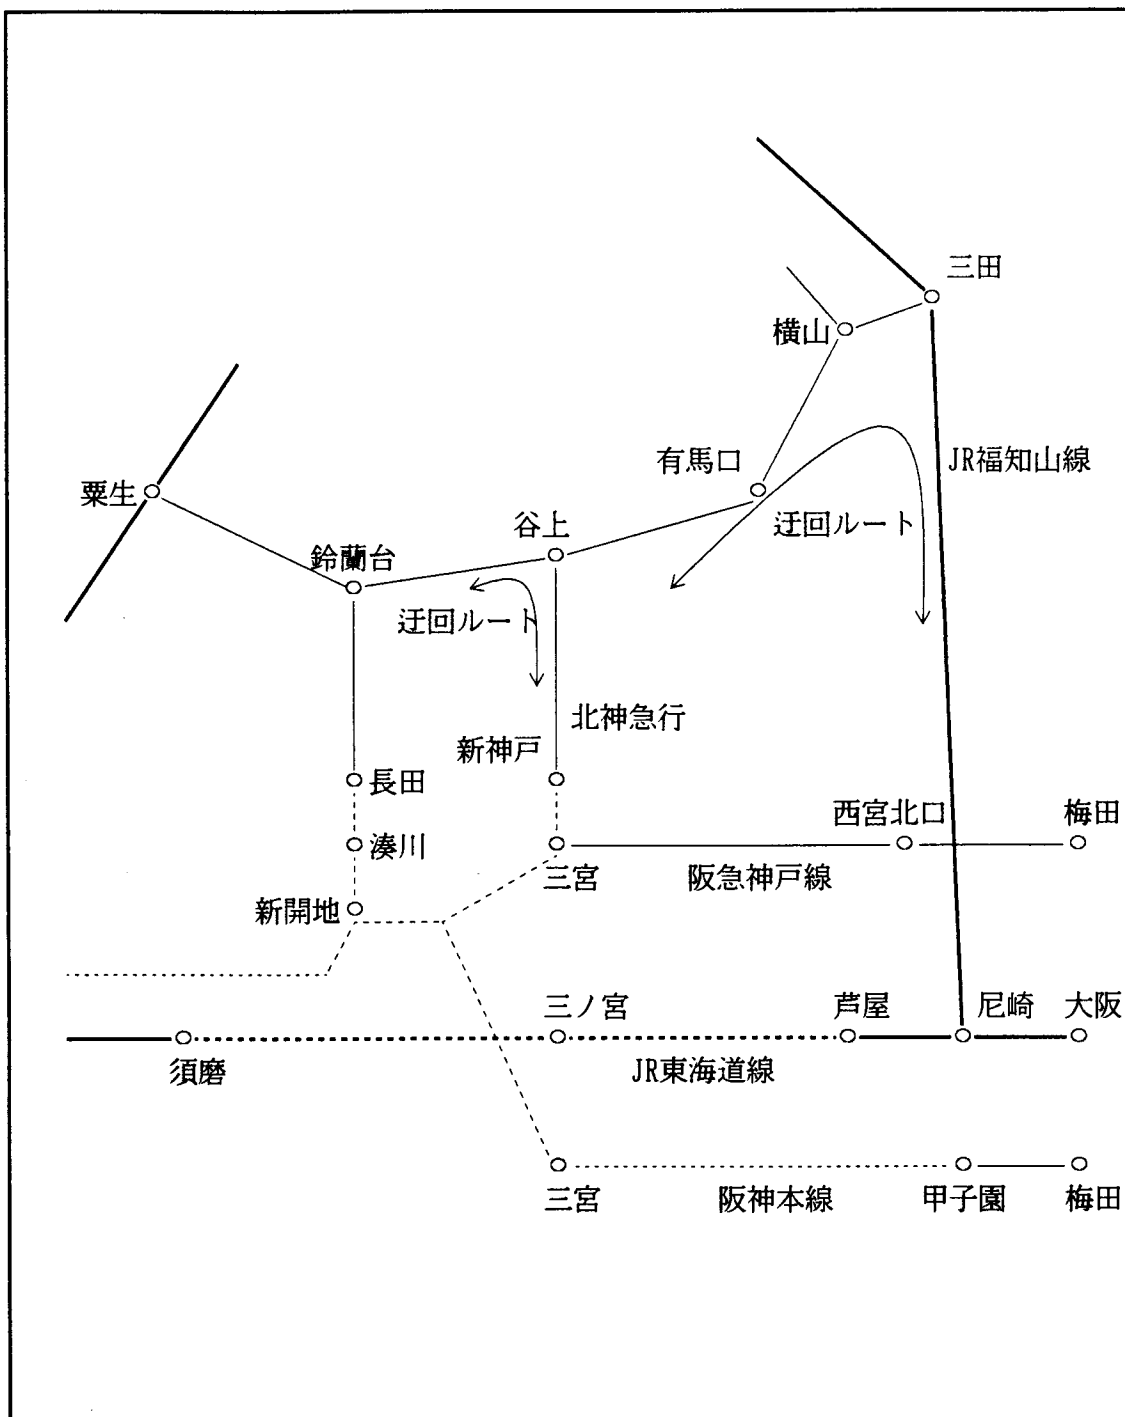 三田
横山
有馬口
JR福知山線
粟生
谷上
迂回ルート
鈴蘭台
迂回ルート
北神急行
新神戸
長田
西宮北口
梅田
湊川
三宮
阪急神戸線
新開地
三ノ宮
芦屋
尼崎
大阪
須磨
JR東海道線
三宮
阪神本線
甲子園
梅田